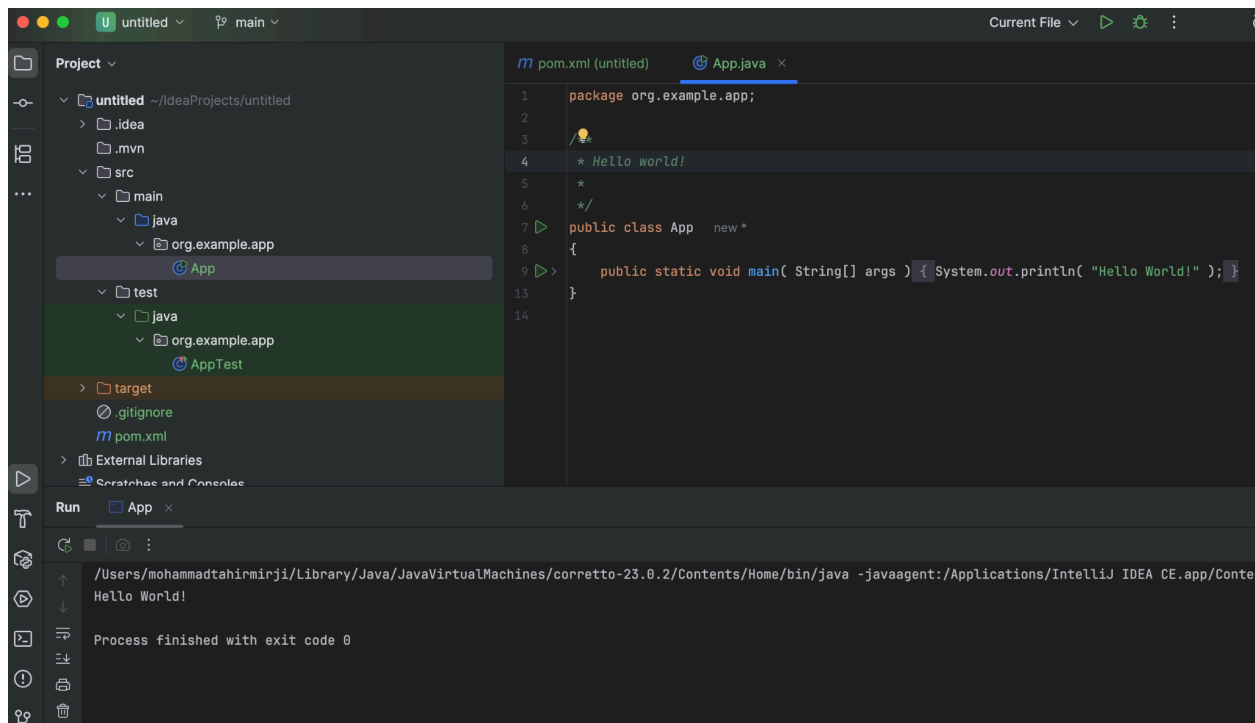 U untitled main Current File
Project
untitled ~/IdeaProjects/untitled
.idea
.mvn
src
main
java
org.example.app
App
test
java
org.example.app
AppTest
target
.gitignore
m pom.xml
External Libraries
Scratches and Consoles
m pom.xml (untitled) App.java
1 package org.example.app;
2
3 /**
4 * Hello world!
5 *
6 */
7 public class App new *
8 {
9 public static void main( String[] args ) { System.out.println( "Hello World!" ); }
13 }
14
Run App
/Users/mohammadtahirmirji/Library/Java/JavaVirtualMachines/corretto-23.0.2/Contents/Home/bin/java -javaagent:/Applications/IntelliJ IDEA CE.app/Conte
Hello World!
Process finished with exit code 0